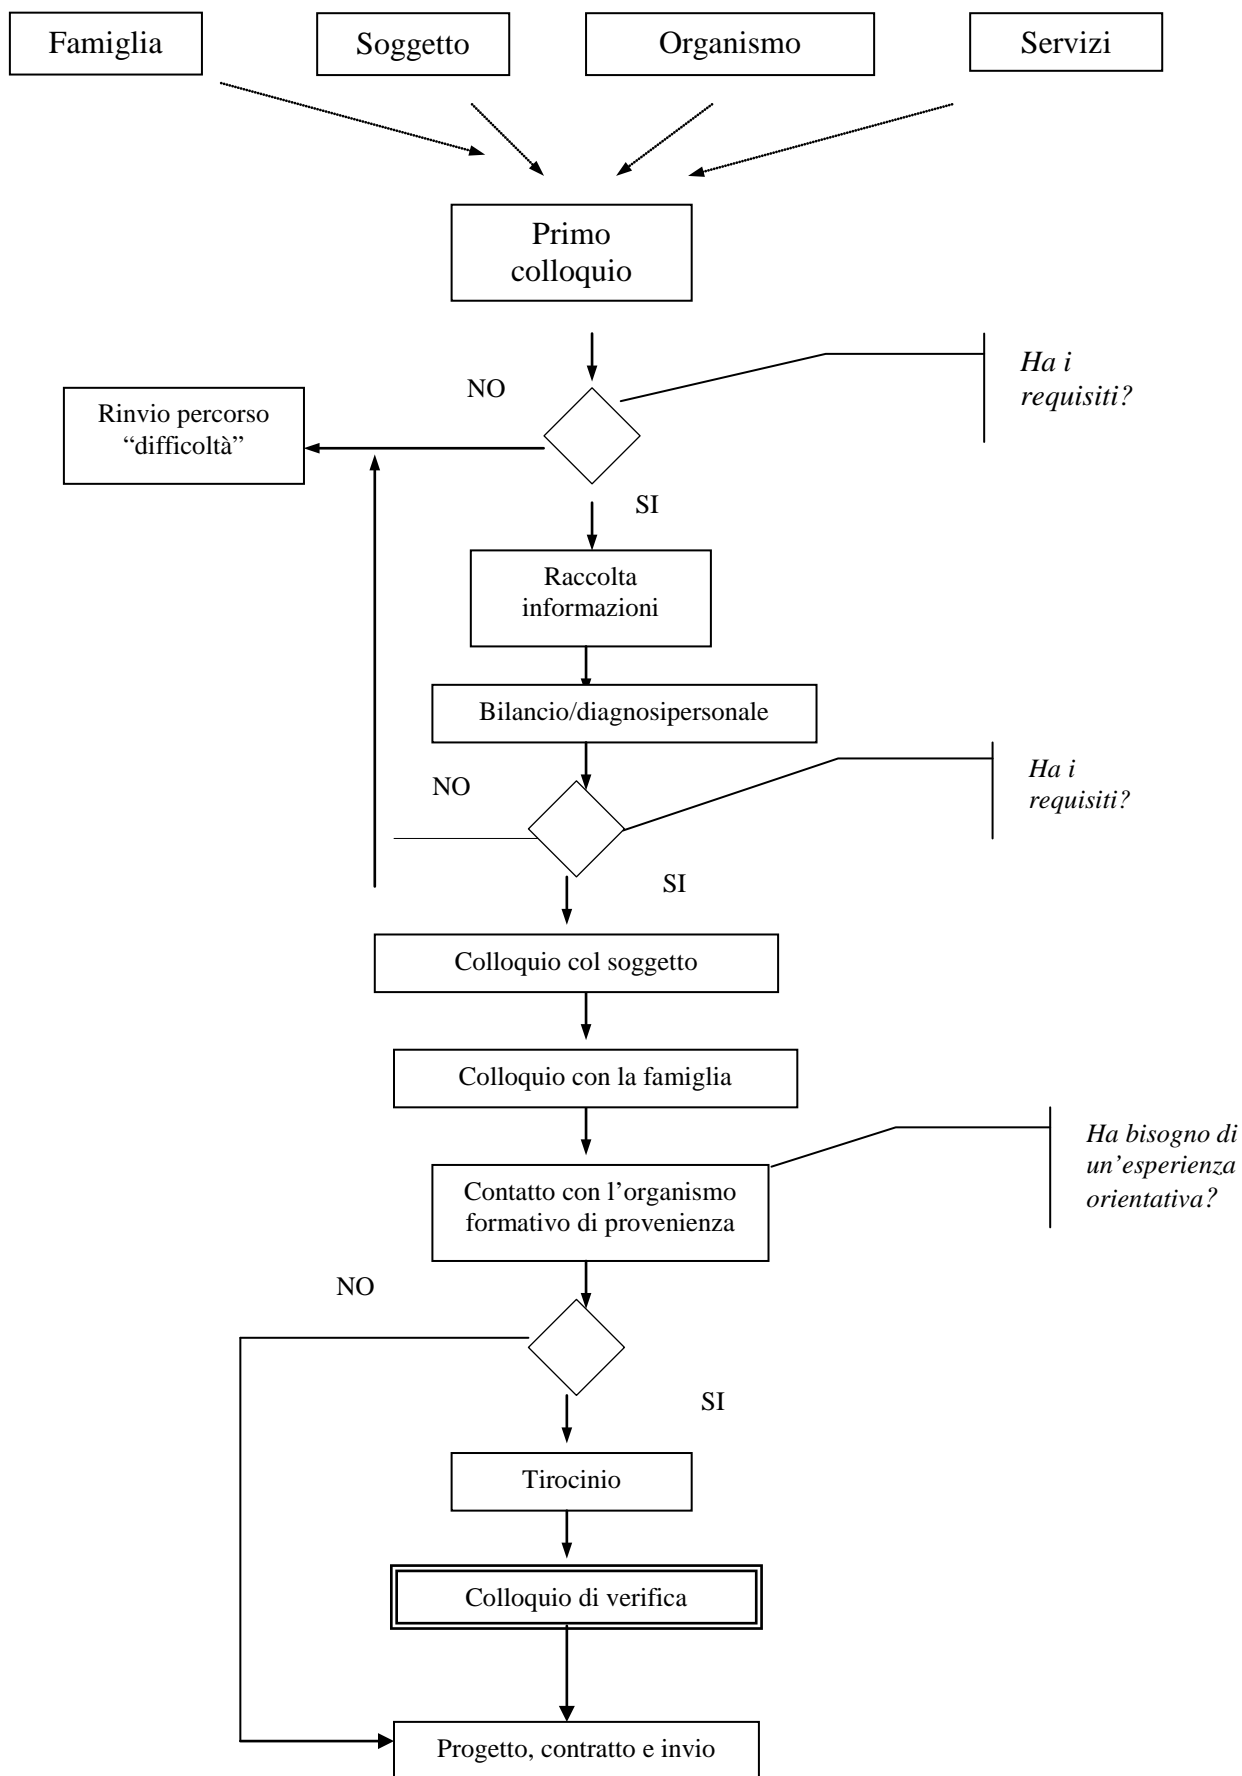 Famiglia
Soggetto
Organismo
Servizi
Primo
colloquio
Ha i
requisiti?
NO
Rinvio percorso
“difficoltà”
SI
Raccolta
informazioni
Bilancio/diagnosipersonale
Ha i
requisiti?
NO
SI
Colloquio col soggetto
Colloquio con la famiglia
Ha bisogno di
un’esperienza
orientativa?
Contatto con l’organismo
formativo di provenienza
NO
SI
Tirocinio
Colloquio di verifica
Progetto, contratto e invio